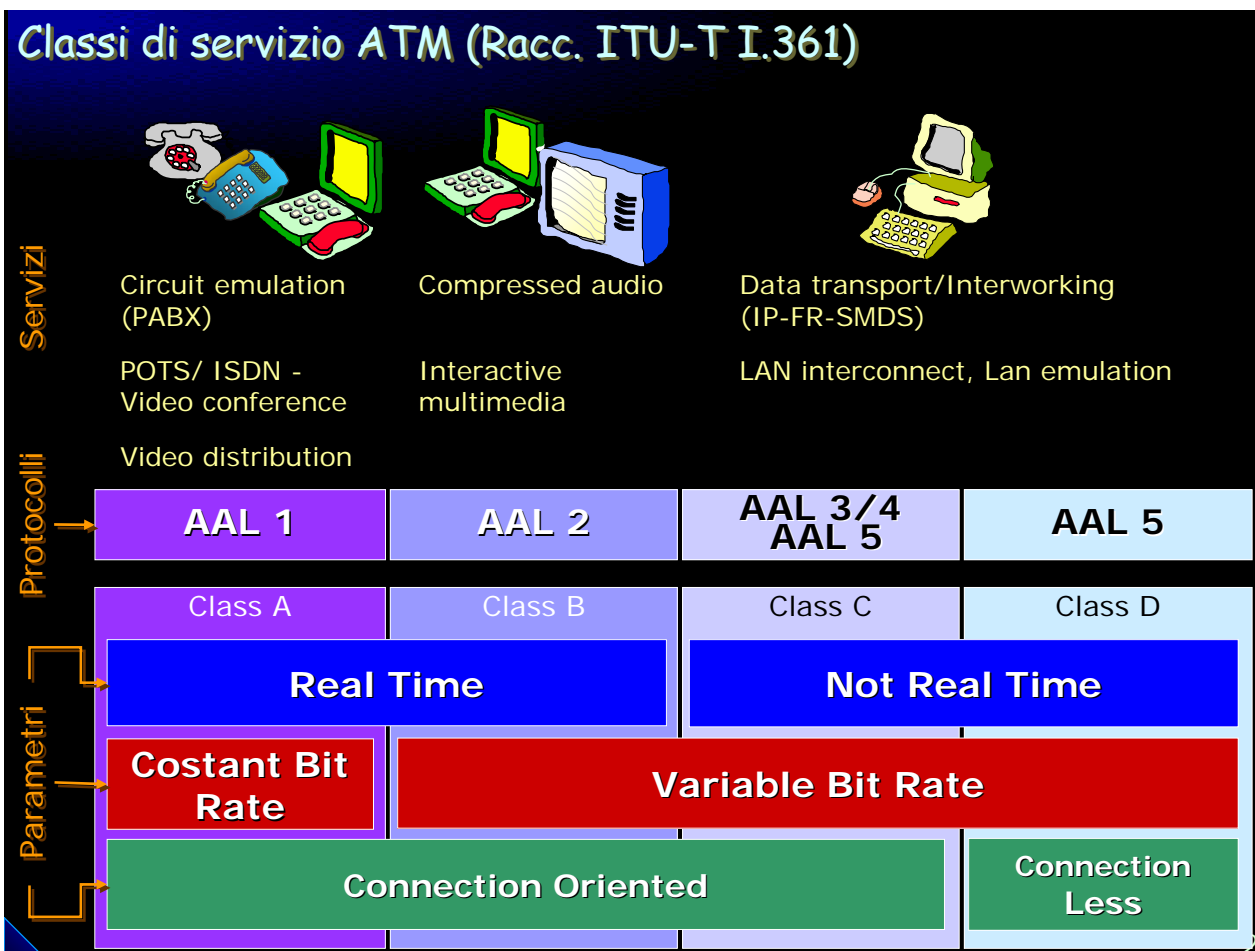 Classi di servizio ATM (Racc. ITU-T I.361)
Servizi
Circuit emulation
(PABX)
POTS/ ISDN -
Video conference
Video distribution
Compressed audio
Interactive
multimedia
Data transport/Interworking
(IP-FR-SMDS)
LAN interconnect, Lan emulation
Protocolli
AAL 1
AAL 2
AAL 3/4
AAL 5
AAL 5
Class A
Class B
Class C
Class D
Parametri
Real Time
Not Real Time
Costant Bit
Rate
Variable Bit Rate
Connection Oriented
Connection
Less